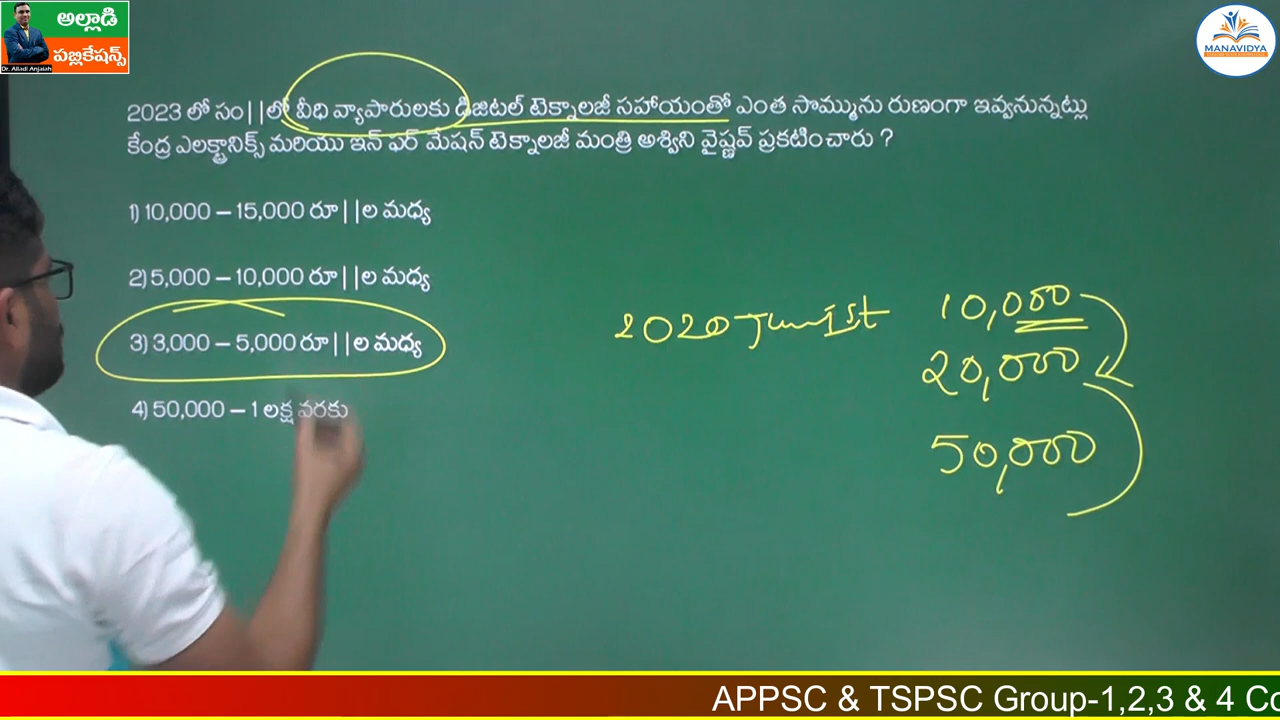 అల్లాడి
పబ్లికేషన్స్
Dr. Alladi Anjaiah
MANAVIDYA
2023 లో సం||లో వీధి వ్యాపారులకు డిజిటల్ టెక్నాలజీ సహాయంతో ఎంత సొమ్మును రుణంగా ఇవ్వనున్నట్లు
కేంద్ర ఎలక్ట్రానిక్స్ మరియు ఇన్ ఫర్ మేషన్ టెక్నాలజీ మంత్రి అశ్విని వైష్ణవ్ ప్రకటించారు ?
1) 10,000 – 15,000 రూ||ల మధ్య
2) 5,000 – 10,000 రూ||ల మధ్య
3) 3,000 – 5,000 రూ||ల మధ్య
4) 50,000 – 1 లక్ష వరకు
2020 June 1st 10,000
20,000
50,000
APPSC & TSPSC Group-1,2,3 & 4 Co